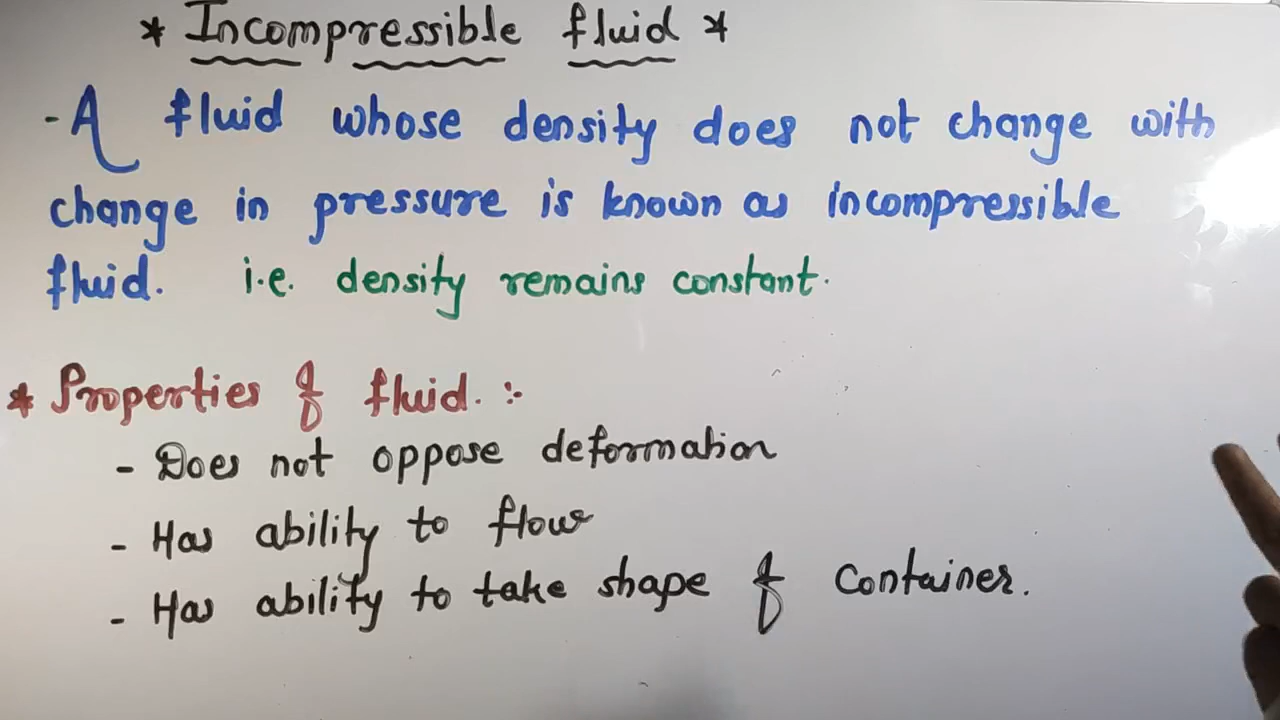 * Incompressible fluid *
- A fluid whose density does not change with
change in pressure is known as incompressible
fluid. i.e. density remains constant.
* Properties of fluid. :-
- Does not oppose deformation
- Has ability to flow
- Has ability to take shape of container.